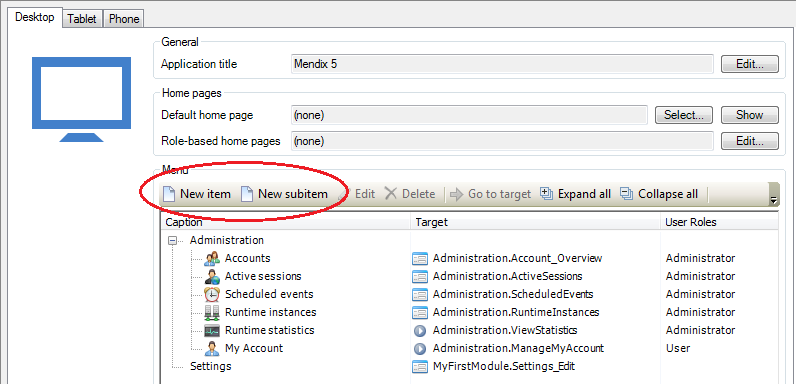 Desktop Tablet Phone
General
Application title Mendix 5 Edit...
Home pages
Default home page (none) Select... Show
Role-based home pages (none) Edit...
Menu
New item New subitem Edit Delete Go to target Expand all Collapse all
Caption Target User Roles
Administration
Accounts Administration.Account_Overview Administrator
Active sessions Administration.ActiveSessions Administrator
Scheduled events Administration.ScheduledEvents Administrator
Runtime instances Administration.RuntimeInstances Administrator
Runtime statistics Administration.ViewStatistics Administrator
My Account Administration.ManageMyAccount User
Settings MyFirstModule.Settings_Edit